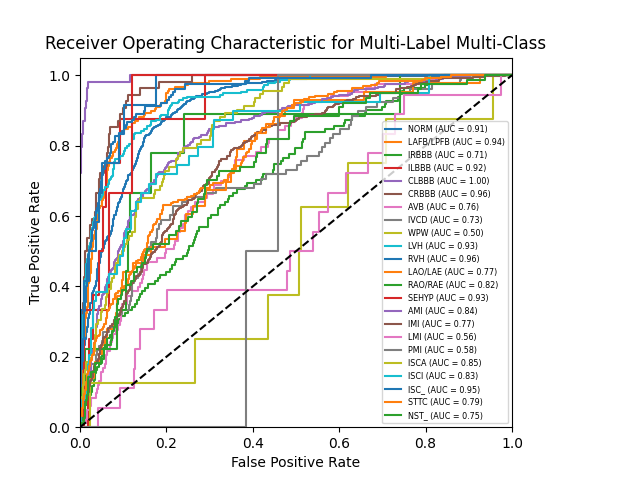 Receiver Operating Characteristic for Multi-Label Multi-Class
True Positive Rate
1.0
0.8
0.6
0.4
0.2
0.0
NORM (AUC = 0.91)
LAFB/LPFB (AUC = 0.94)
IRBBB (AUC = 0.71)
ILBBB (AUC = 0.92)
CLBBB (AUC = 1.00)
CRBBB (AUC = 0.96)
AVB (AUC = 0.76)
IVCD (AUC = 0.73)
WPW (AUC = 0.50)
LVH (AUC = 0.93)
RVH (AUC = 0.96)
LAO/LAE (AUC = 0.77)
RAO/RAE (AUC = 0.82)
SEHYP (AUC = 0.93)
AMI (AUC = 0.84)
IMI (AUC = 0.77)
LMI (AUC = 0.56)
PMI (AUC = 0.58)
ISCA (AUC = 0.85)
ISCI (AUC = 0.83)
ISC_ (AUC = 0.95)
STTC (AUC = 0.79)
NST_ (AUC = 0.75)
0.0 0.2 0.4 0.6 0.8 1.0
False Positive Rate